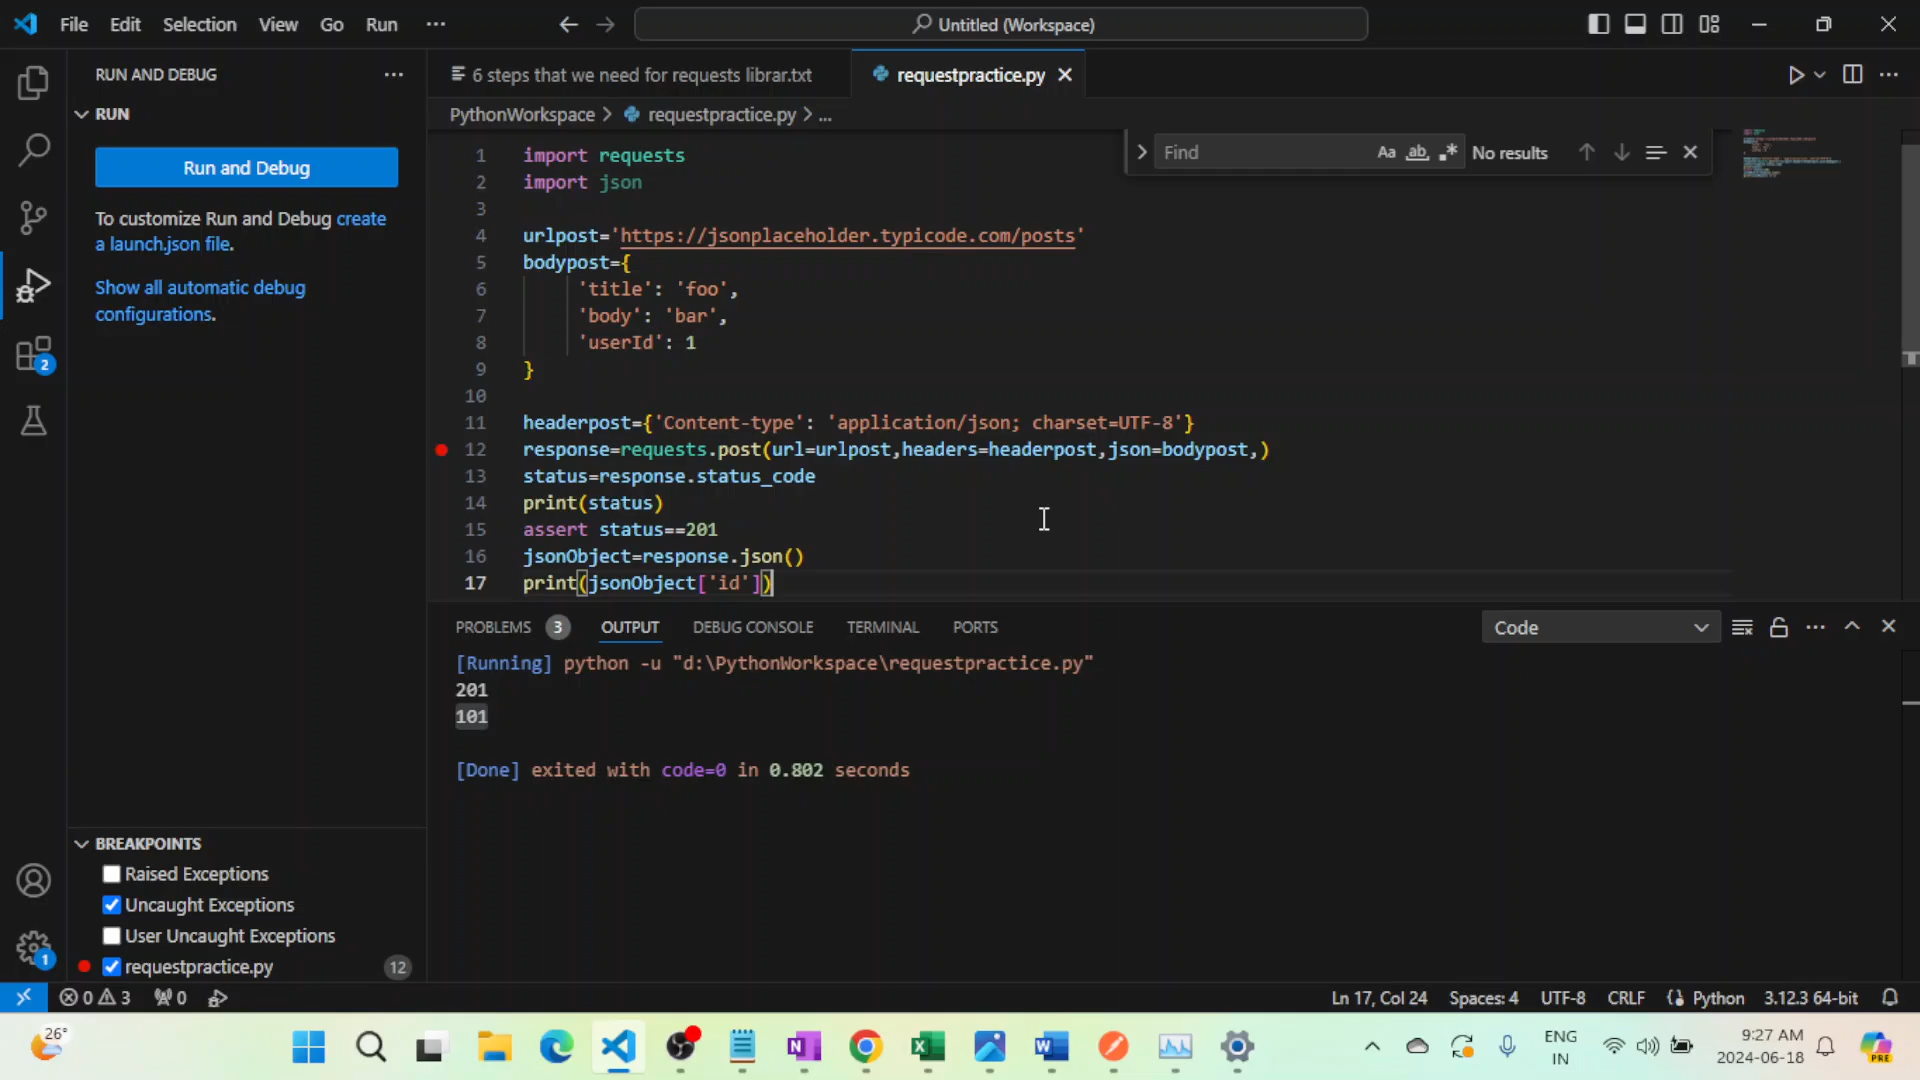 File Edit Selection View Go Run ···
Untitled (Workspace)
RUN AND DEBUG ···
RUN
Run and Debug
To customize Run and Debug create
a launch.json file.
Show all automatic debug
configurations.
2
BREAKPOINTS
Raised Exceptions
Uncaught Exceptions
User Uncaught Exceptions
requestpractice.py 12
1
6 steps that we need for requests librar.txt
requestpractice.py
PythonWorkspace > requestpractice.py > ...
Find Aa ab .* No results
1 import requests
2 import json
3
4 urlpost='https://jsonplaceholder.typicode.com/posts'
5 bodypost={
6 'title': 'foo',
7 'body': 'bar',
8 'userId': 1
9 }
10
11 headerpost={'Content-type': 'application/json; charset=UTF-8'}
12 response=requests.post(url=urlpost,headers=headerpost,json=bodypost,)
13 status=response.status_code
14 print(status)
15 assert status==201
16 jsonObject=response.json()
17 print(jsonObject['id'])
PROBLEMS 3 OUTPUT DEBUG CONSOLE TERMINAL PORTS
Code
[Running] python -u "d:\PythonWorkspace\requestpractice.py"
201
101
[Done] exited with code=0 in 0.802 seconds
0 3 0
Ln 17, Col 24 Spaces: 4 UTF-8 CRLF Python 3.12.3 64-bit
26°
N X W
ENG
IN
9:27 AM
2024-06-18
PRE